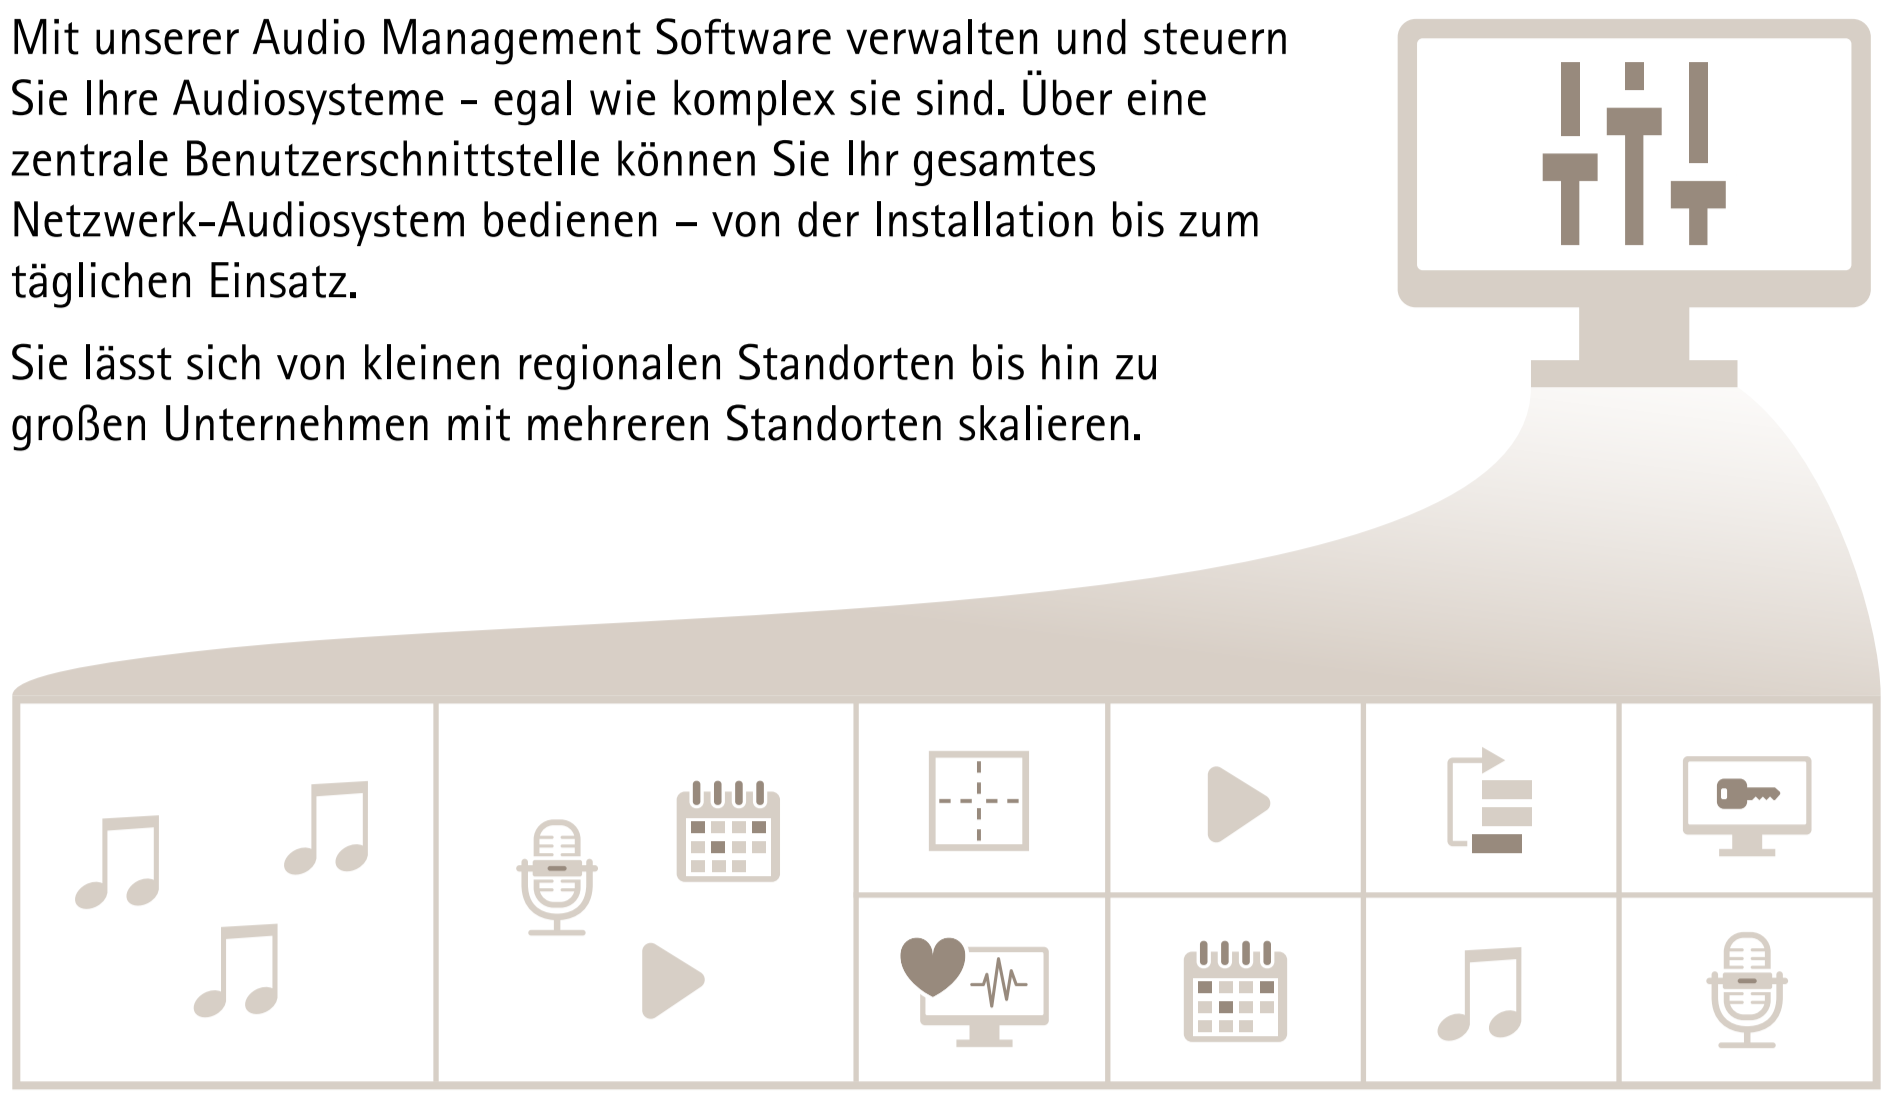 Mit unserer Audio Management Software verwalten und steuern
Sie Ihre Audiosysteme - egal wie komplex sie sind. Über eine
zentrale Benutzerschnittstelle können Sie Ihr gesamtes
Netzwerk-Audiosystem bedienen – von der Installation bis zum
täglichen Einsatz.
Sie lässt sich von kleinen regionalen Standorten bis hin zu
großen Unternehmen mit mehreren Standorten skalieren.